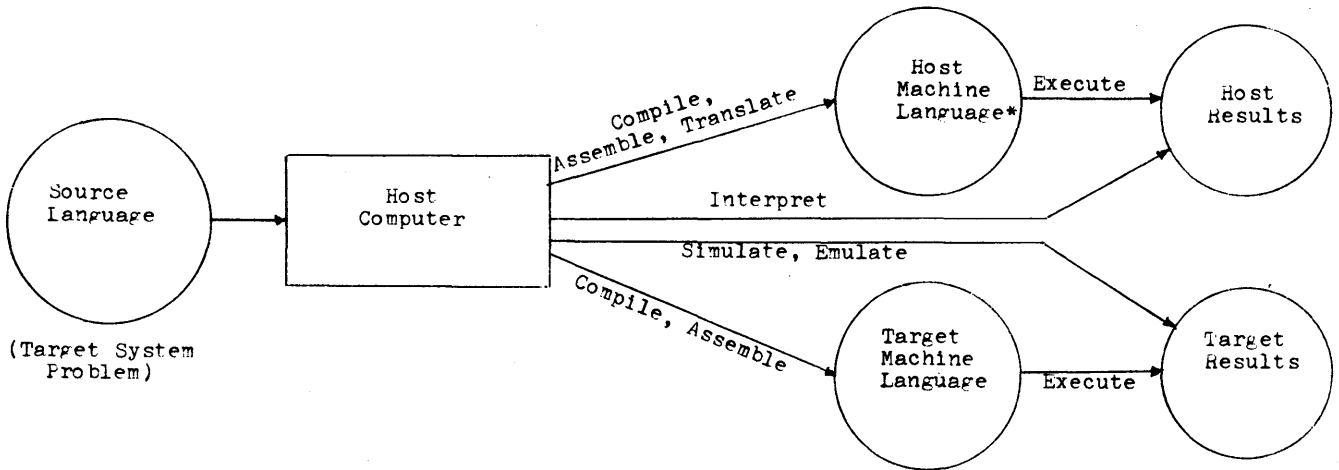 Source
Language
(Target System
Problem)
Host
Computer
Compile,
Assemble, Translate
Interpret
Simulate, Emulate
Compile, Assemble
Host
Machine
Language*
Execute
Host
Results
Target
Machine
Language
Execute
Target
Results